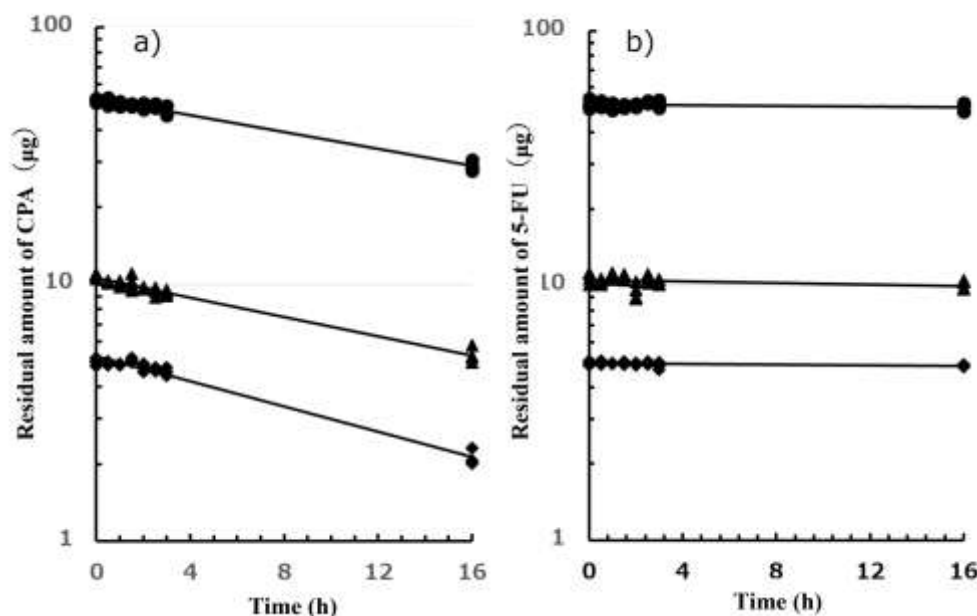 a)
100
10
1
Residual amount of CPA (μg)
0 4 8 12 16
Time (h)
b)
100
10
1
Residual amount of 5-FU (μg)
0 4 8 12 16
Time (h)